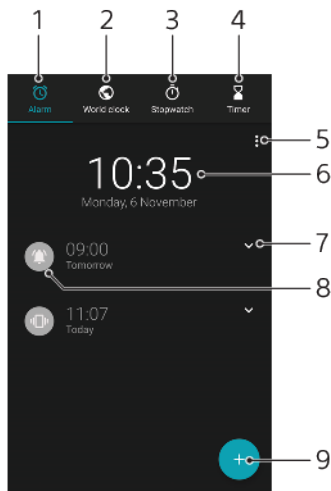 1 2 3 4
Alarm World clock Stopwatch Timer
5
10:35 6
Monday, 6 November
7
09:00
Tomorrow
8
11:07
Today
+ 9